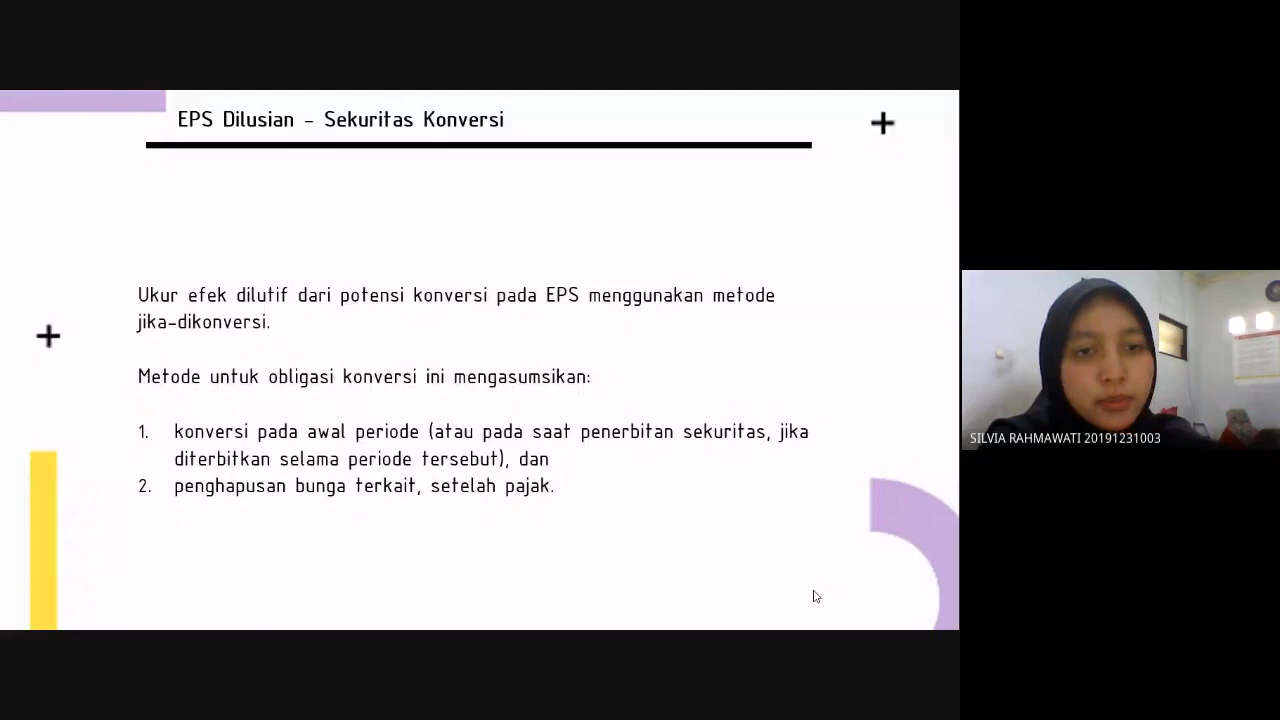 EPS Dilusian - Sekuritas Konversi
Ukur efek dilutif dari potensi konversi pada EPS menggunakan metode
jika-dikonversi.
Metode untuk obligasi konversi ini mengasumsikan:
1. konversi pada awal periode (atau pada saat penerbitan sekuritas, jika
diterbitkan selama periode tersebut), dan
2. penghapusan bunga terkait, setelah pajak.
SILVIA RAHMAWATI 20191231003